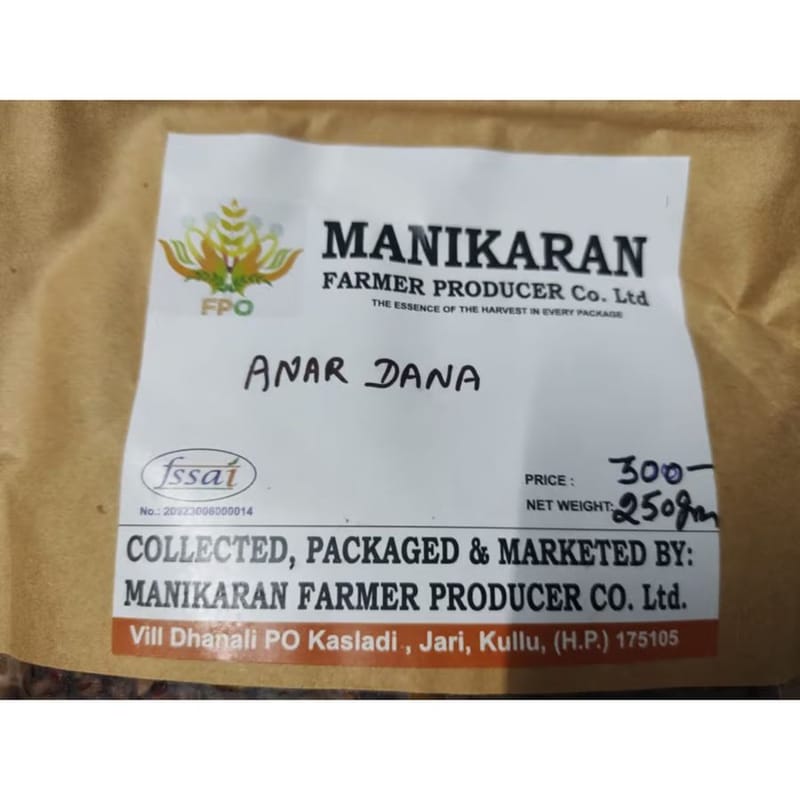 MANIKARAN
FARMER PRODUCER Co. Ltd
THE ESSENCE OF THE HARVEST IN EVERY PACKAGE
FPO
ANAR DANA
fssai
No.: 20923006000014
PRICE : 300-
NET WEIGHT: 250gm
COLLECTED, PACKAGED & MARKETED BY:
MANIKARAN FARMER PRODUCER CO. Ltd.
Vill Dhanali PO Kasladi , Jari, Kullu, (H.P.) 175105